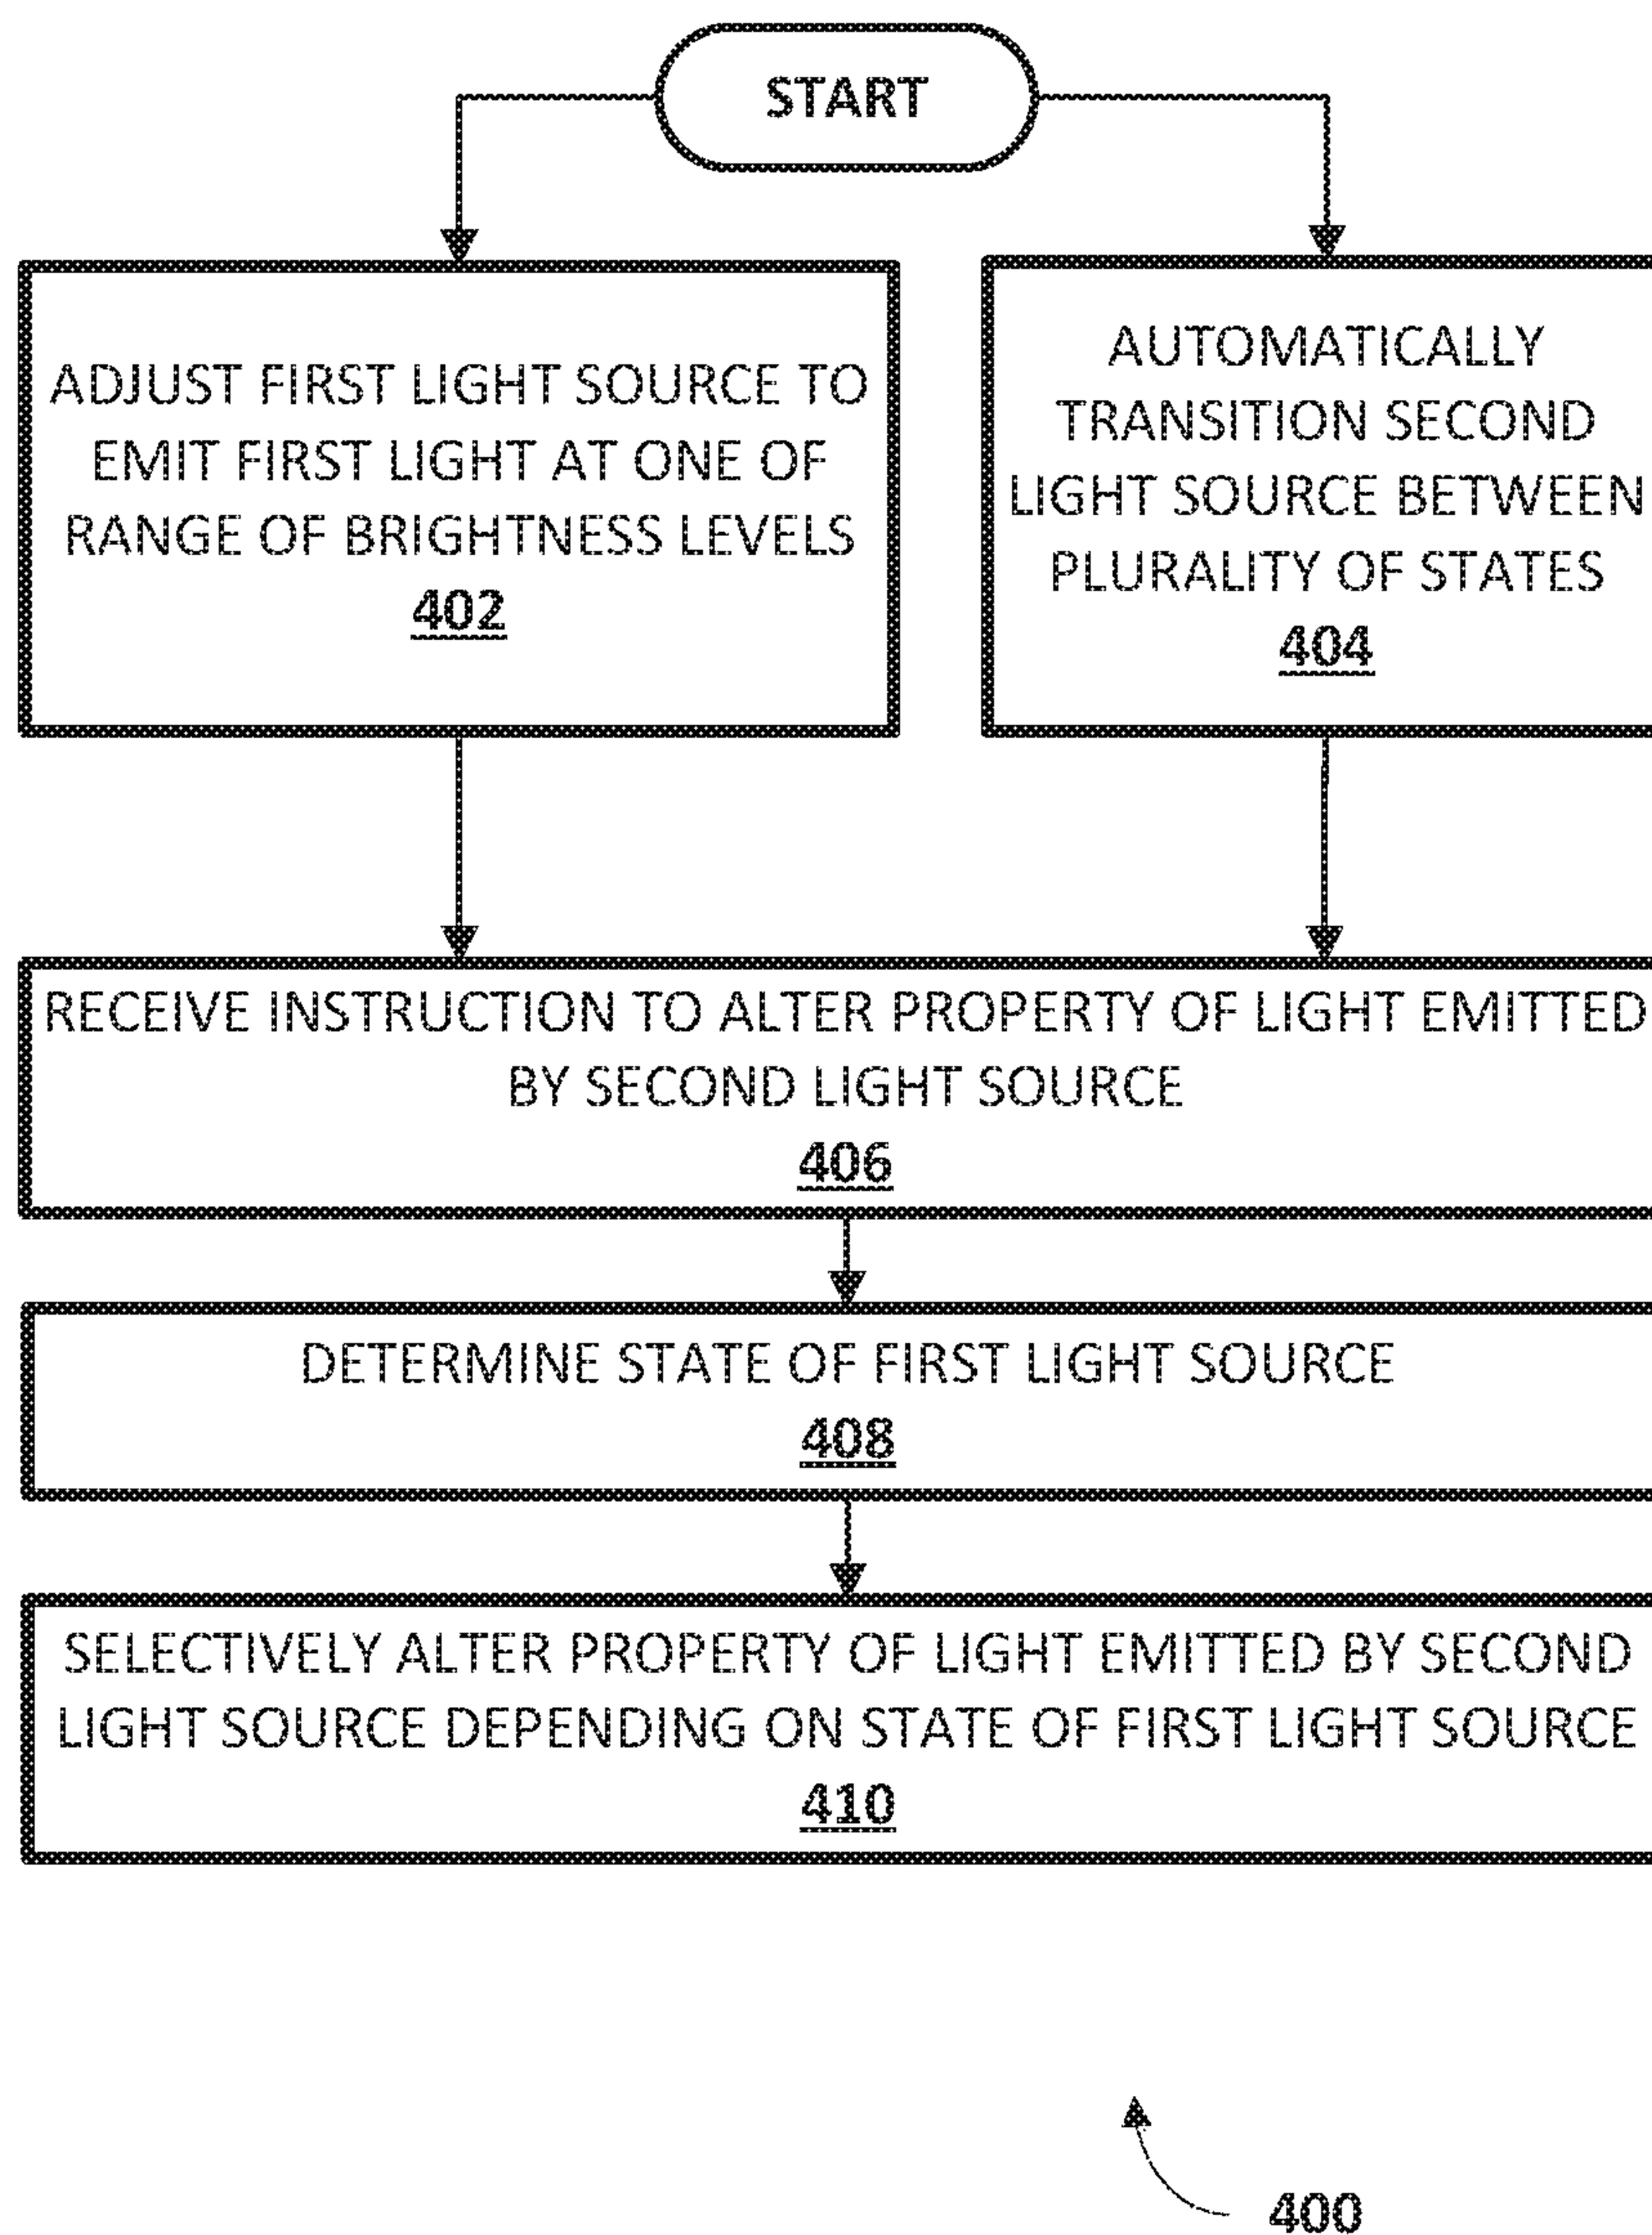 START
ADJUST FIRST LIGHT SOURCE TO
EMIT FIRST LIGHT AT ONE OF
RANGE OF BRIGHTNESS LEVELS
402
AUTOMATICALLY
TRANSITION SECOND
LIGHT SOURCE BETWEEN
PLURALITY OF STATES
404
RECEIVE INSTRUCTION TO ALTER PROPERTY OF LIGHT EMITTED
BY SECOND LIGHT SOURCE
406
DETERMINE STATE OF FIRST LIGHT SOURCE
408
SELECTIVELY ALTER PROPERTY OF LIGHT EMITTED BY SECOND
LIGHT SOURCE DEPENDING ON STATE OF FIRST LIGHT SOURCE
410
400